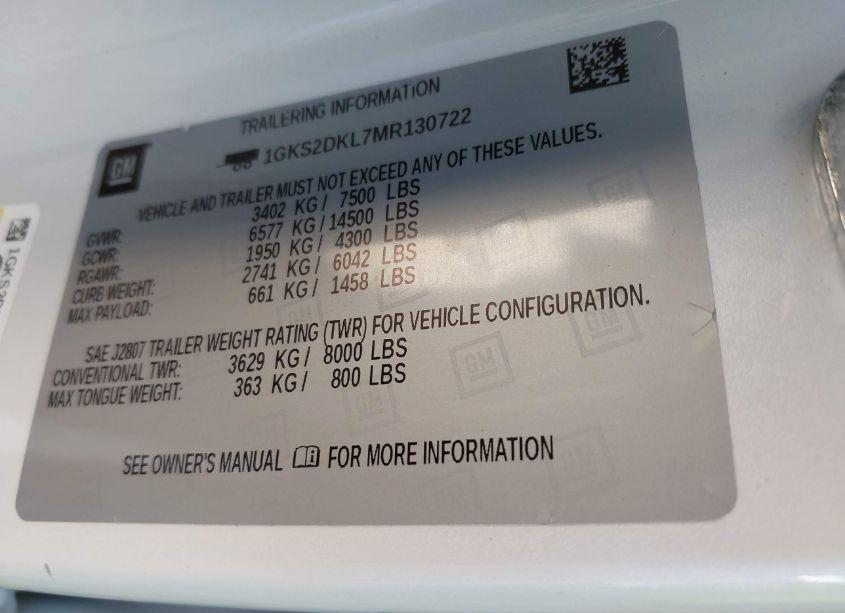 TRAILERING INFORMATION
GM
1GKS2DKL7MR130722
VEHICLE AND TRAILER MUST NOT EXCEED ANY OF THESE VALUES.
GVWR: 3402 KG / 7500 LBS
GCWR: 6577 KG / 14500 LBS
RGAWR: 1950 KG / 4300 LBS
CURB WEIGHT: 2741 KG / 6042 LBS
MAX PAYLOAD: 661 KG / 1458 LBS
SAE J2807 TRAILER WEIGHT RATING (TWR) FOR VEHICLE CONFIGURATION.
CONVENTIONAL TWR: 3629 KG / 8000 LBS
MAX TONGUE WEIGHT: 363 KG / 800 LBS
SEE OWNER'S MANUAL FOR MORE INFORMATION